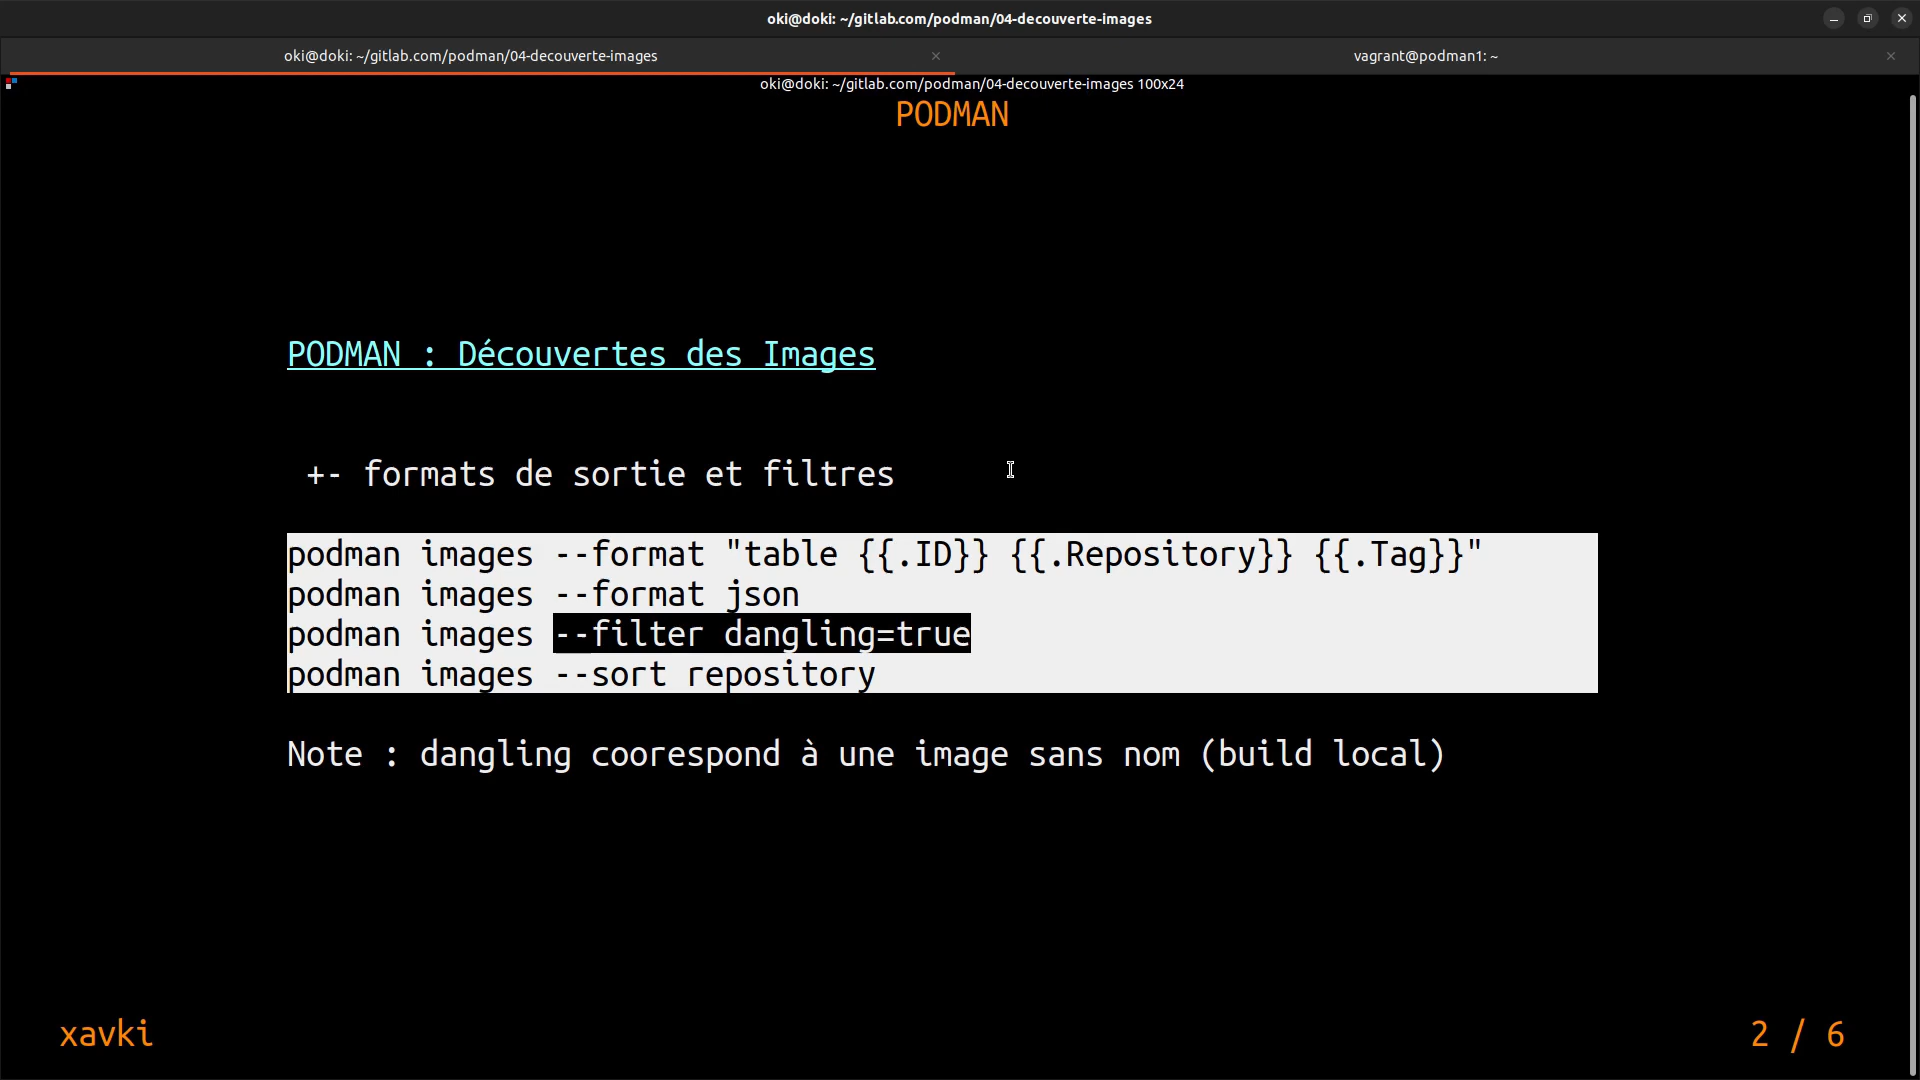 oki@doki: ~/gitlab.com/podman/04-decouverte-images
oki@doki: ~/gitlab.com/podman/04-decouverte-images
vagrant@podman1: ~
oki@doki: ~/gitlab.com/podman/04-decouverte-images 100x24
PODMAN
PODMAN : Découvertes des Images
+- formats de sortie et filtres
podman images --format "table {{.ID}} {{.Repository}} {{.Tag}}"
podman images --format json
podman images --filter dangling=true
podman images --sort repository
Note : dangling coorespond à une image sans nom (build local)
xavki
2 / 6